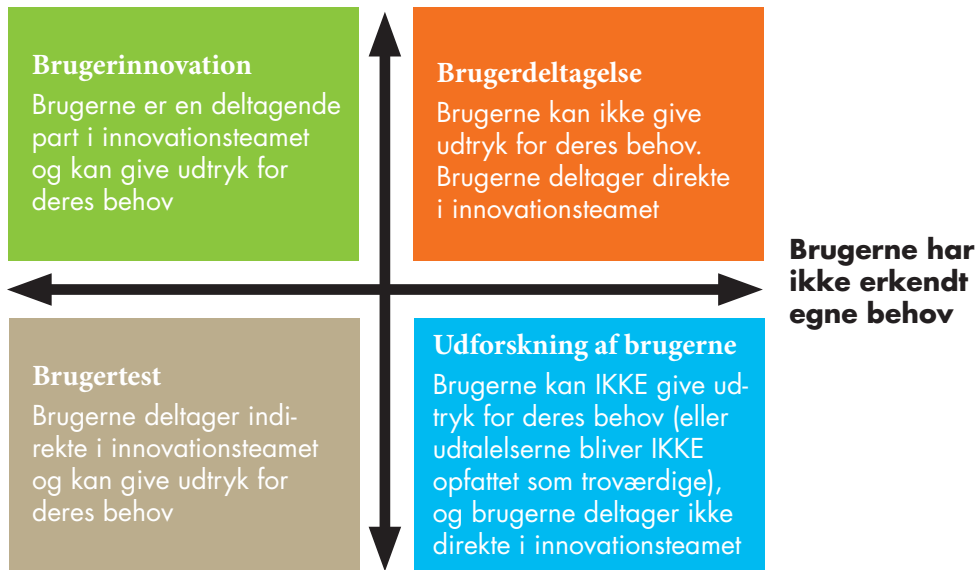 Brugerinnovation
Brugerne er en deltagende
part i innovationsteamet
og kan give udtryk for
deres behov
Brugerdeltagelse
Brugerne kan ikke give
udtryk for deres behov.
Brugerne deltager direkte
i innovationsteamet
Brugerne har
ikke erkendt
egne behov
Brugertest
Brugerne deltager indi-
rekte i innovationsteamet
og kan give udtryk for
deres behov
Udforskning af brugerne
Brugerne kan IKKE give ud-
tryk for deres behov (eller
udtalelserne bliver IKKE
opfattet som troværdige),
og brugerne deltager ikke
direkte i innovationsteamet